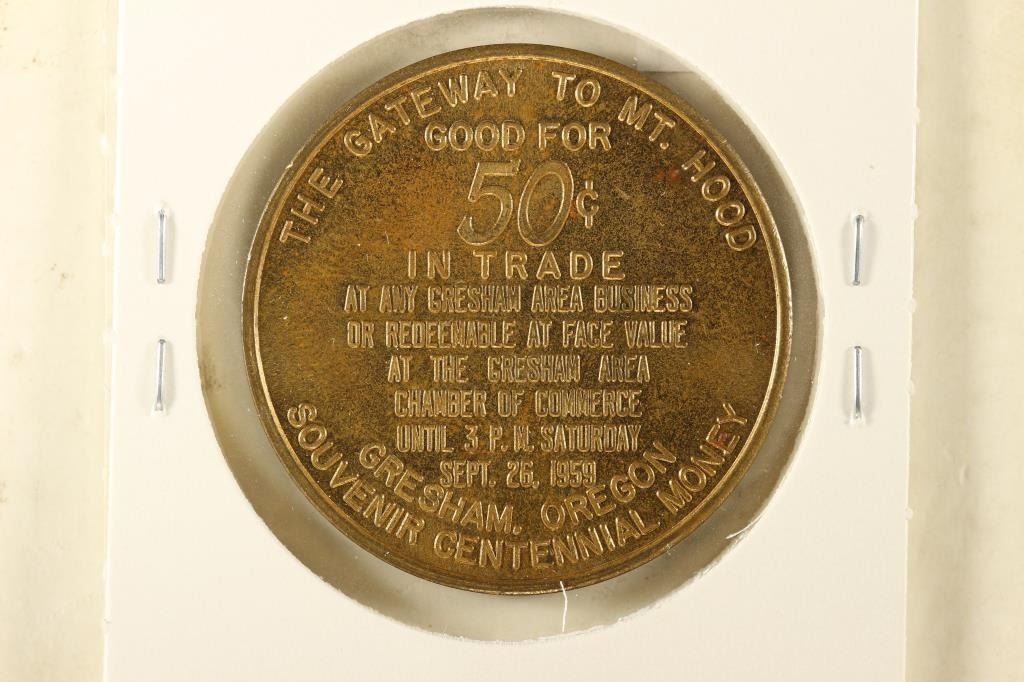 THE GATEWAY TO MT. HOOD
GOOD FOR
50¢
IN TRADE
AT ANY GRESHAM AREA BUSINESS
OR REDEEMABLE AT FACE VALUE
AT THE GRESHAM AREA
CHAMBER OF COMMERCE
UNTIL 3 P. M. SATURDAY
SEPT. 26, 1959
GRESHAM, OREGON
SOUVENIR CENTENNIAL MONEY